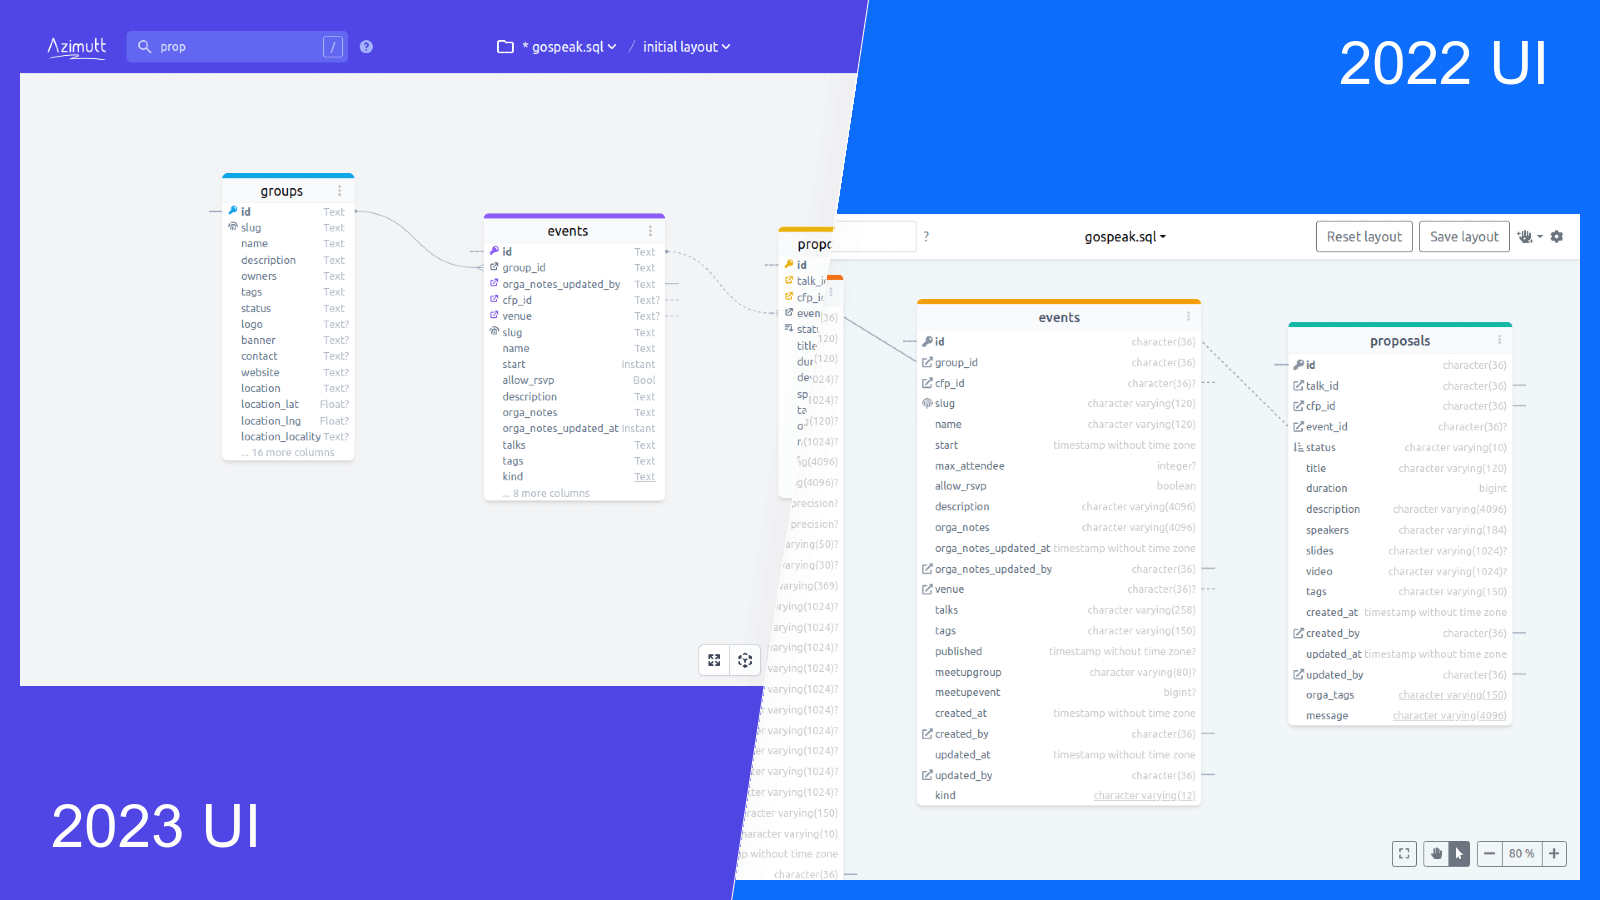 Azimutt
prop
/
?
* gospeak.sql
/
initial layout
2022 UI
groups
id Text
slug Text
name Text
description Text
owners Text
tags Text
status Text
logo Text?
banner Text?
contact Text?
website Text?
location Text?
location_lat Float?
location_lng Float?
location_locality Text?
... 16 more columns
events
id Text
group_id Text
orga_notes_updated_by Text
cfp_id Text?
venue Text?
slug Text
name Text
start Instant
allow_rsvp Bool
description Text
orga_notes Text
orga_notes_updated_at Instant
talks Text
tags Text
kind Text
... 8 more columns
id
?
gospeak.sql
Reset layout
Save layout
events
id character(36)
group_id character(36)
cfp_id character(36)?
slug character varying(120)
name character varying(120)
start timestamp without time zone
max_attendee integer?
allow_rsvp boolean
description character varying(4096)
orga_notes character varying(4096)
orga_notes_updated_at timestamp without time zone
orga_notes_updated_by character(36)
venue character(36)?
talks character varying(258)
tags character varying(150)
published timestamp without time zone?
meetupgroup character varying(80)?
meetupevent bigint?
created_at timestamp without time zone
created_by character(36)
updated_at timestamp without time zone
updated_by character(36)
kind character varying(12)
proposals
id character(36)
talk_id character(36)
cfp_id character(36)
event_id character(36)?
status character varying(10)
title character varying(120)
duration bigint
description character varying(4096)
speakers character varying(184)
slides character varying(1024)?
video character varying(1024)?
tags character varying(150)
created_at timestamp without time zone
created_by character(36)
updated_at timestamp without time zone
updated_by character(36)
orga_tags character varying(150)
message character varying(4096)
character(36)
80 %
2023 UI